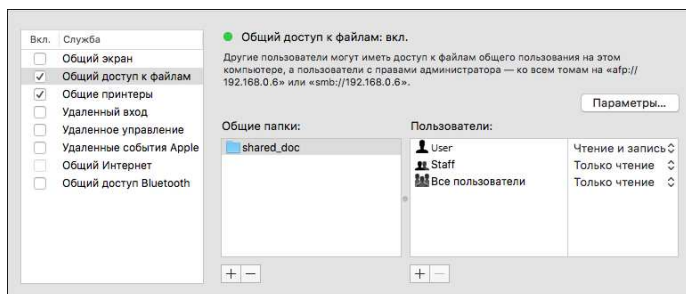 Вкл. Служба
Общий экран
Общий доступ к файлам
Общие принтеры
Удаленный вход
Удаленное управление
Удаленные события Apple
Общий Интернет
Общий доступ Bluetooth
Общий доступ к файлам: вкл.
Другие пользователи могут иметь доступ к файлам общего пользования на этом
компьютере, а пользователи с правами администратора — ко всем томам на «afp://
192.168.0.6» или «smb://192.168.0.6».
Параметры...
Общие папки:
shared_doc
Пользователи:
User Чтение и запись
Staff Только чтение
Все пользователи Только чтение